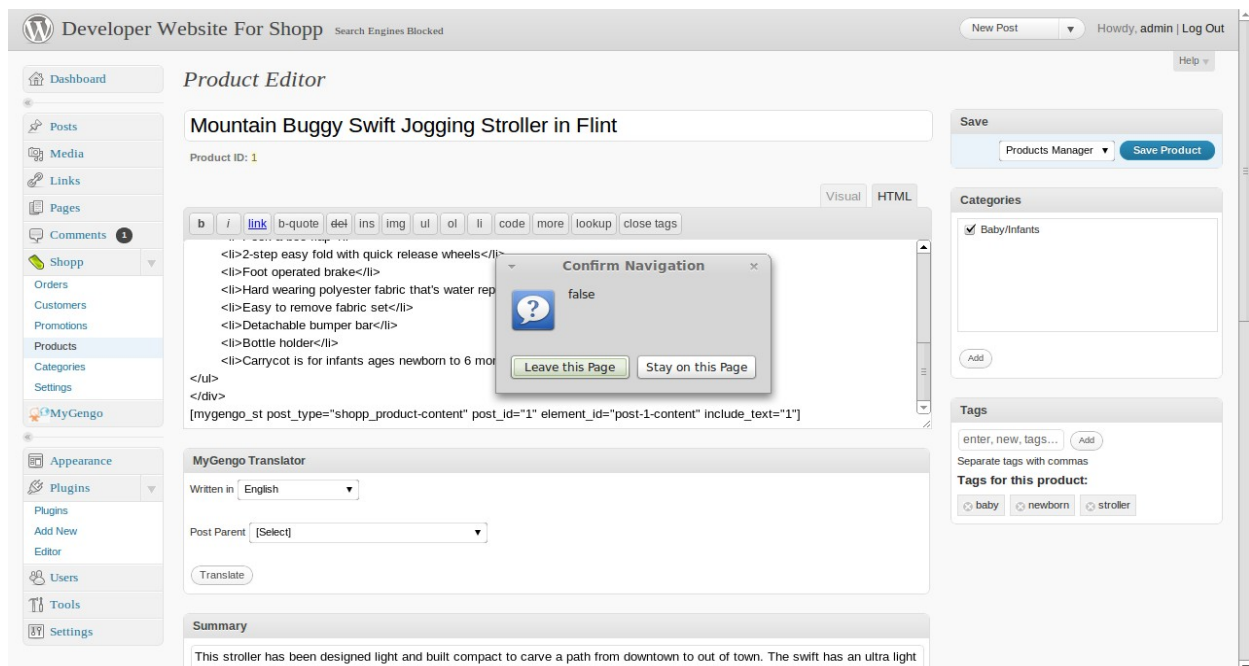 Developer Website For Shopp Search Engines Blocked
New Post
Howdy, admin | Log Out
Help
Dashboard
Posts
Media
Links
Pages
Comments 1
Shopp
Orders
Customers
Promotions
Products
Categories
Settings
MyGengo
Appearance
Plugins
Plugins
Add New
Editor
Users
Tools
Settings
Product Editor
Mountain Buggy Swift Jogging Stroller in Flint
Product ID: 1
Visual HTML
b i link b-quote del ins img ul ol li code more lookup close tags
<li>2-step easy fold with quick release wheels</li>
<li>Foot operated brake</li>
<li>Hard wearing polyester fabric that's water rep
<li>Easy to remove fabric set</li>
<li>Detachable bumper bar</li>
<li>Bottle holder</li>
<li>Carrycot is for infants ages newborn to 6 mon
</ul>
</div>
[mygengo_st post_type="shopp_product-content" post_id="1" element_id="post-1-content" include_text="1"]
Confirm Navigation
false
Leave this Page Stay on this Page
MyGengo Translator
Written in English
Post Parent [Select]
Translate
Summary
This stroller has been designed light and built compact to carve a path from downtown to out of town. The swift has an ultra light
Save
Products Manager Save Product
Categories
Baby/Infants
Add
Tags
enter, new, tags... Add
Separate tags with commas
Tags for this product:
baby newborn stroller